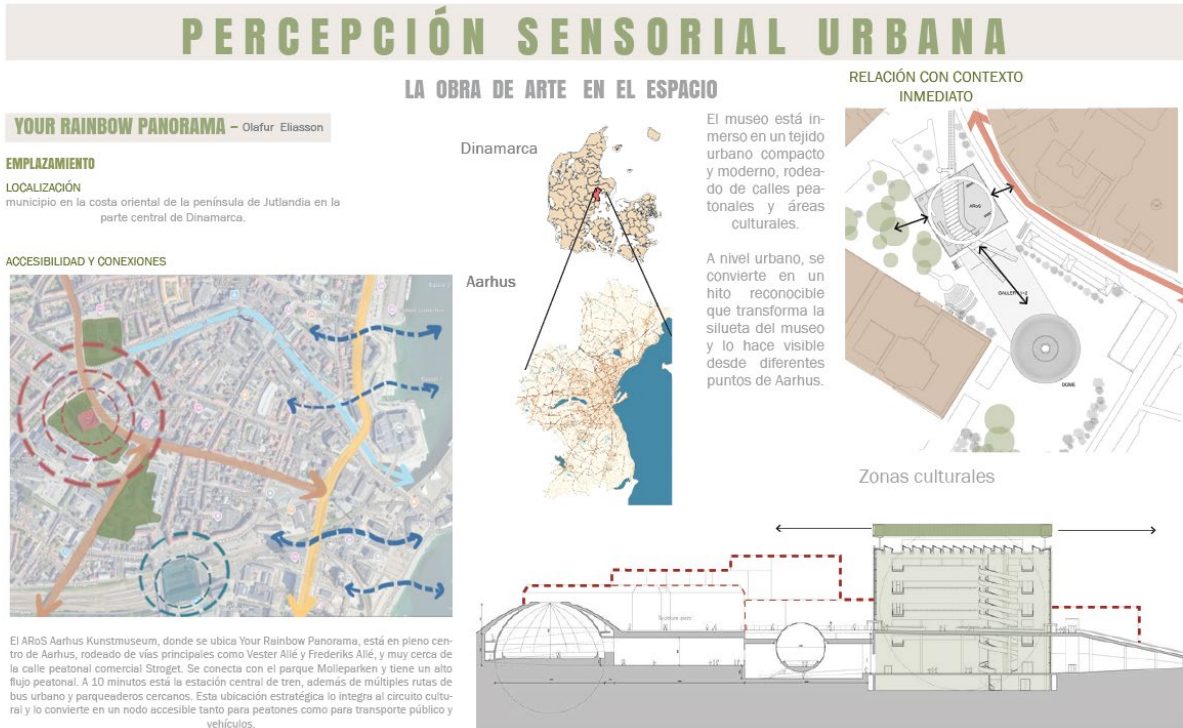 PERCEPCIÓN SENSORIAL URBANA
LA OBRA DE ARTE EN EL ESPACIO
YOUR RAINBOW PANORAMA – Olafur Eliasson
EMPLAZAMIENTO
LOCALIZACIÓN
municipio en la costa oriental de la península de Jutlandia en la
parte central de Dinamarca.
ACCESIBILIDAD Y CONEXIONES
El ARoS Aarhus Kunstmuseum, donde se ubica Your Rainbow Panorama, está en pleno cen-
tro de Aarhus, rodeado de vías principales como Vester Allé y Frederiks Allé, y muy cerca de
la calle peatonal comercial Stroget. Se conecta con el parque Molleparken y tiene un alto
flujo peatonal. A 10 minutos está la estación central de tren, además de múltiples rutas de
bus urbano y parqueaderos cercanos. Esta ubicación estratégica lo integra al circuito cultu-
ral y lo convierte en un nodo accesible tanto para peatones como para transporte público y
vehículos.
Dinamarca
Aarhus
El museo está in-
merso en un tejido
urbano compacto
y moderno, rodea-
do de calles pea-
tonales y áreas
culturales.
A nivel urbano, se
convierte en un
hito reconocible
que transforma la
silueta del museo
y lo hace visible
desde diferentes
puntos de Aarhus.
RELACIÓN CON CONTEXTO
INMEDIATO
ARoS
DOME
Zonas culturales